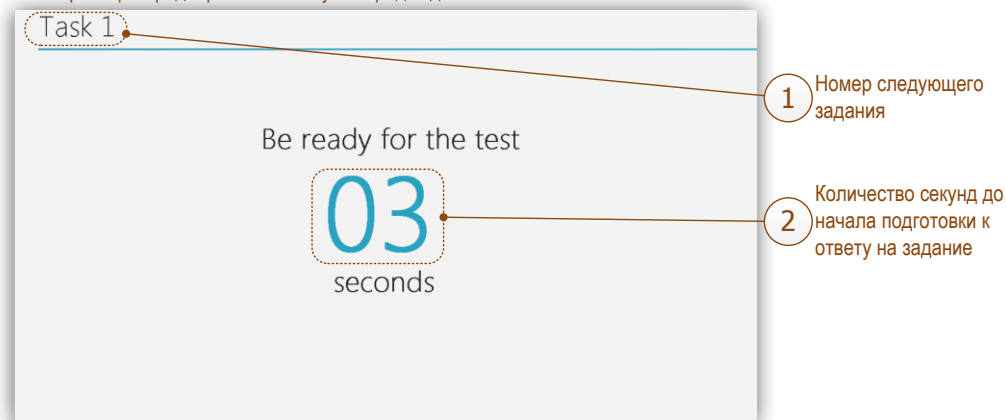 Task 1
1
Номер следующего
задания
Be ready for the test
03
seconds
2
Количество секунд до
начала подготовки к
ответу на задание